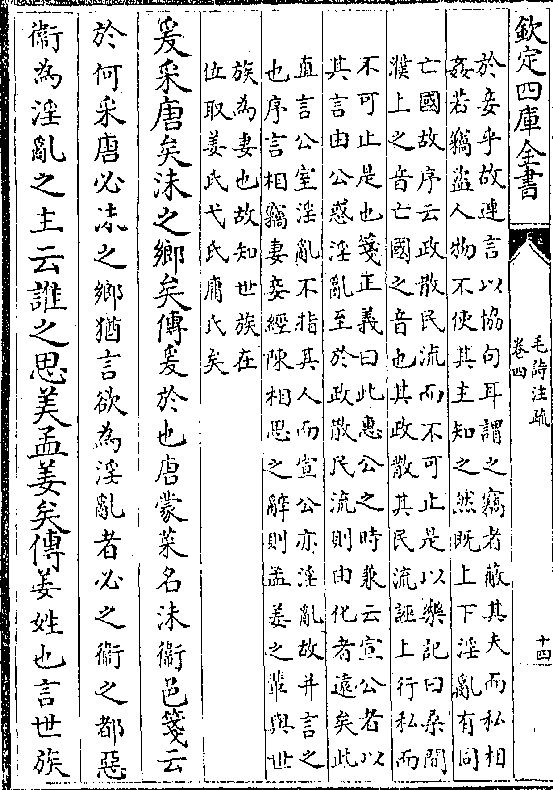 欽定四庫全書
毛詩注疏
卷四
十四
於妾乎故連言以協句耳謂之竊者蔽其夫而私相
姦若竊盜人物不使其主知之然既上下淫亂有同
亡國故序云政散民流而不可止是以樂記曰桑間
濮上之音亡國之音也其政散其民流誣上行私而
不可止是也箋正義曰此惠公之時兼云宣公者以
其言由公惑淫亂至於政散民流則由化者遠矣此
直言公室淫亂不指其人而宣公亦淫亂故并言之
也序言相竊妻妾經陳相思之辭則孟姜之輩與世
族為妻也故知世族在
位取姜氏弋氏庸氏矣
爰采唐矣沬之鄉矣傳爰於也唐蒙菜名沬衞邑箋云
於何采唐必沬之鄉猶言欲為淫亂者必之衞之都惡
衞為淫亂之主云誰之思美孟姜矣傳姜姓也言世族